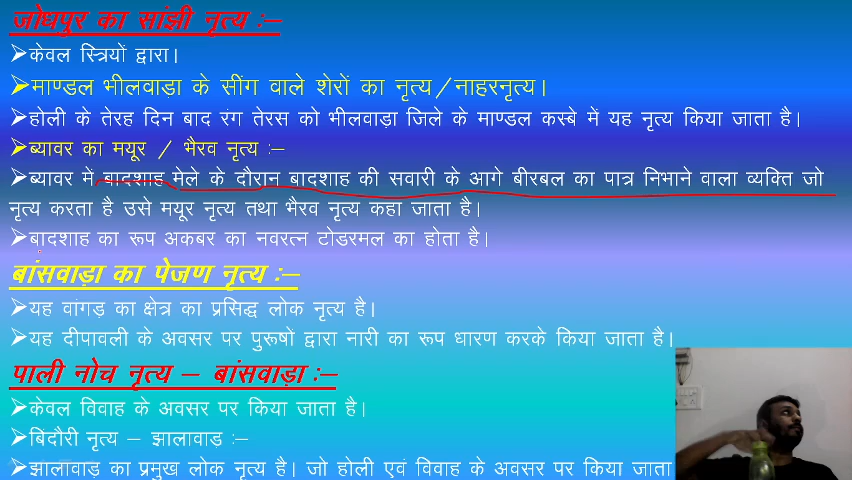 जोधपुर का सांझी नृत्य :–
➢केवल स्त्रियों द्वारा।
➢माण्डल भीलवाडा के सींग वाले शेरों का नृत्य/नाहरनृत्य।
➢होली के तेरह दिन बाद रंग तेरस को भीलवाड़ा जिले के माण्डल कस्बे में यह नृत्य किया जाता है।
➢ब्यावर का मयूर / भैरव नृत्य :–
➢ब्यावर में बादशाह मेले के दौरान बादशाह की सवारी के आगे बीरबल का पात्र निभाने वाला व्यक्ति जो
नृत्य करता है उसे मयूर नृत्य तथा भैरव नृत्य कहा जाता है।
➢बादशाह का रूप अकबर का नवरत्न टोडरमल का होता है।
बांसवाड़ा का पेजण नृत्य :–
➢यह वांगड़ का क्षेत्र का प्रसिद्ध लोक नृत्य है।
➢यह दीपावली के अवसर पर पुरूषो द्वारा नारी का रूप धारण करके किया जाता है।
पाली नोच नृत्य – बांसवाड़ा :–
➢केवल विवाह के अवसर पर किया जाता है।
➢बिंदौरी नृत्य – झालावाड़ :–
➢झालावाड़ का प्रमुख लोक नृत्य है। जो होली एवं विवाह के अवसर पर किया जाता